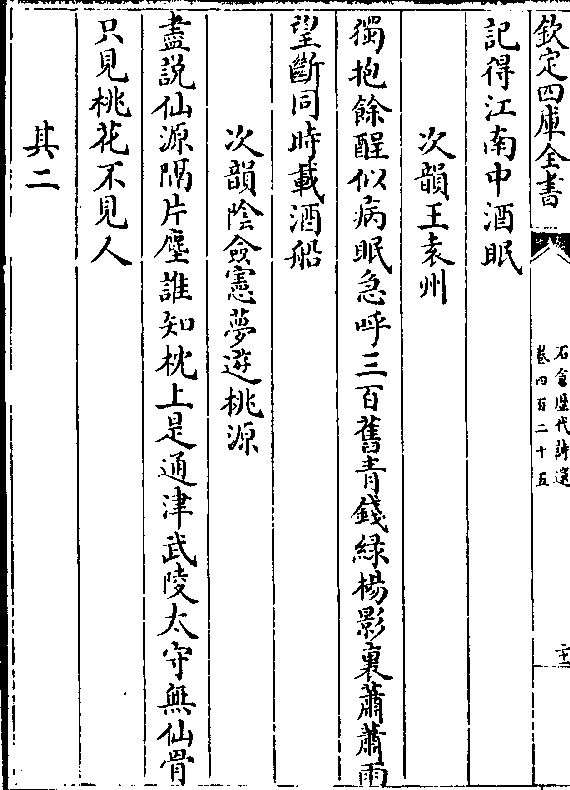 欽定四庫全書
石倉歷代詩選
卷四百二十五
記得江南中酒眠
次韻王袁州
獨抱餘酲似病眠急呼三百舊青錢緑楊影裏蕭蕭雨
望斷同時載酒船
次韻陰僉憲夢遊桃源
盡説仙源隔片塵誰知枕上是通津武陵太守無仙骨
只見桃花不見人
其二